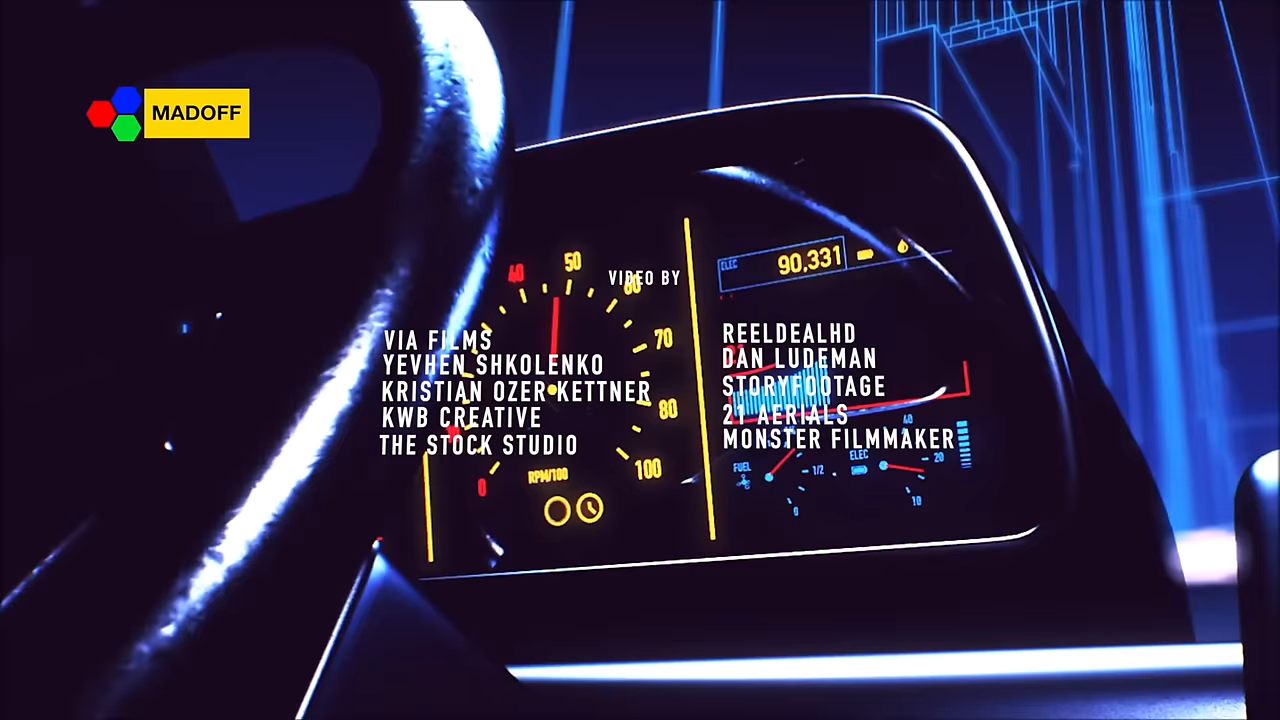 MADOFF
VIDEO BY
VIA FILMS
YEVHEN SHKOLENKO
KRISTIAN OZER KETTNER
KWB CREATIVE
THE STOCK STUDIO
REELDEALHD
DAN LUDEMAN
STORYFOOTAGE
21 AERIALS
MONSTER FILMMAKER
40
50
60
70
80
100
0
RPM/100
ELEC
90,331
FUEL
1/2
0
ELEC
40
20
10